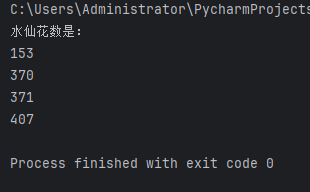 C:\Users\Administrator\PycharmProjects
水仙花数是:
153
370
371
407
Process finished with exit code 0